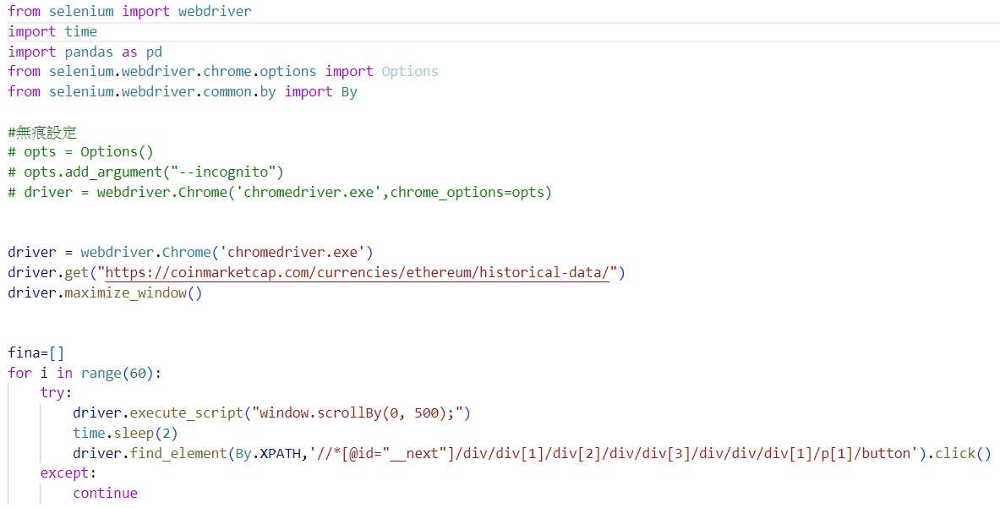 from selenium import webdriver
import time
import pandas as pd
from selenium.webdriver.chrome.options import Options
from selenium.webdriver.common.by import By
#無痕設定
# opts = Options()
# opts.add_argument("--incognito")
# driver = webdriver.Chrome('chromedriver.exe',chrome_options=opts)
driver = webdriver.Chrome('chromedriver.exe')
driver.get("https://coinmarketcap.com/currencies/ethereum/historical-data/")
driver.maximize_window()
fina=[]
for i in range(60):
    try:
        driver.execute_script("window.scrollBy(0, 500);")
        time.sleep(2)
        driver.find_element(By.XPATH,'//*[@id="__next"]/div/div[1]/div[2]/div/div[3]/div/div/div[1]/p[1]/button').click()
    except:
        continue